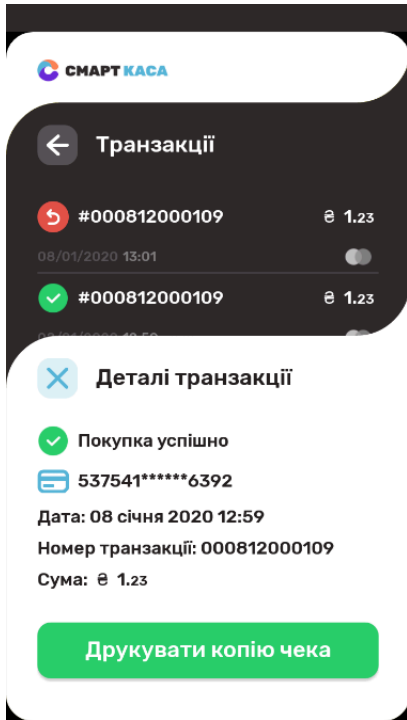 СМАРТ КАСА
Транзакції
#000812000109 ₴ 1.23
08/01/2020 13:01
#000812000109 ₴ 1.23
Деталі транзакції
Покупка успішно
537541******6392
Дата: 08 січня 2020 12:59
Номер транзакції: 000812000109
Сума: ₴ 1.23
Друкувати копію чека